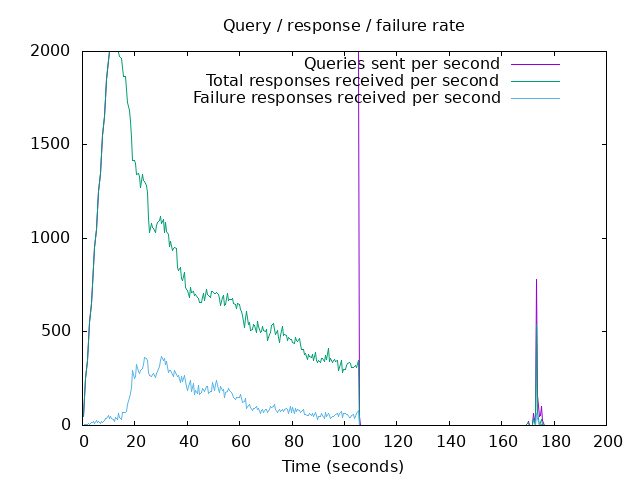 Query / response / failure rate
Queries sent per second
Total responses received per second
Failure responses received per second
2000
1500
1000
500
0
0 20 40 60 80 100 120 140 160 180 200
Time (seconds)